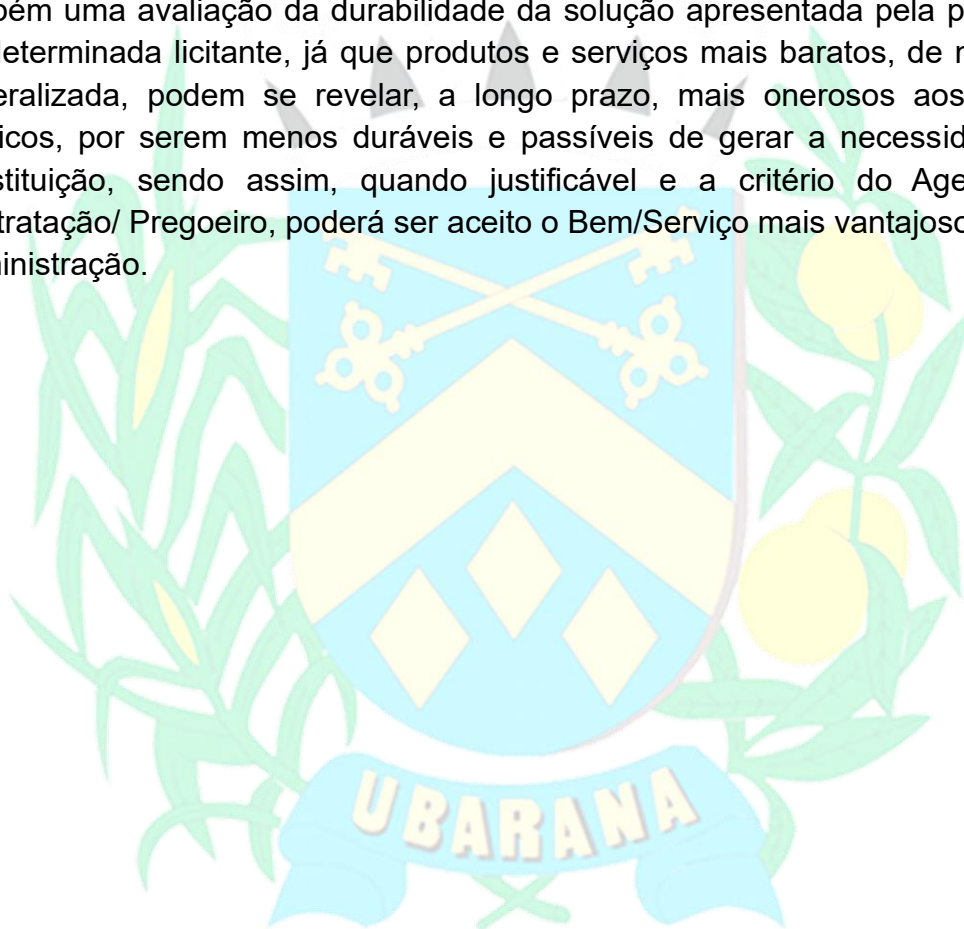 bém uma avaliação da durabilidade da solução apresentada pela p
determinada licitante, já que produtos e serviços mais baratos, de
eralizada, podem se revelar, a longo prazo, mais onerosos aos
icos, por serem menos duráveis e passíveis de gerar a necessid
stituição, sendo assim, quando justificável e a critério do Age
tratação/ Pregoeiro, poderá ser aceito o Bem/Serviço mais vantajoso
ministração.
UBARANA